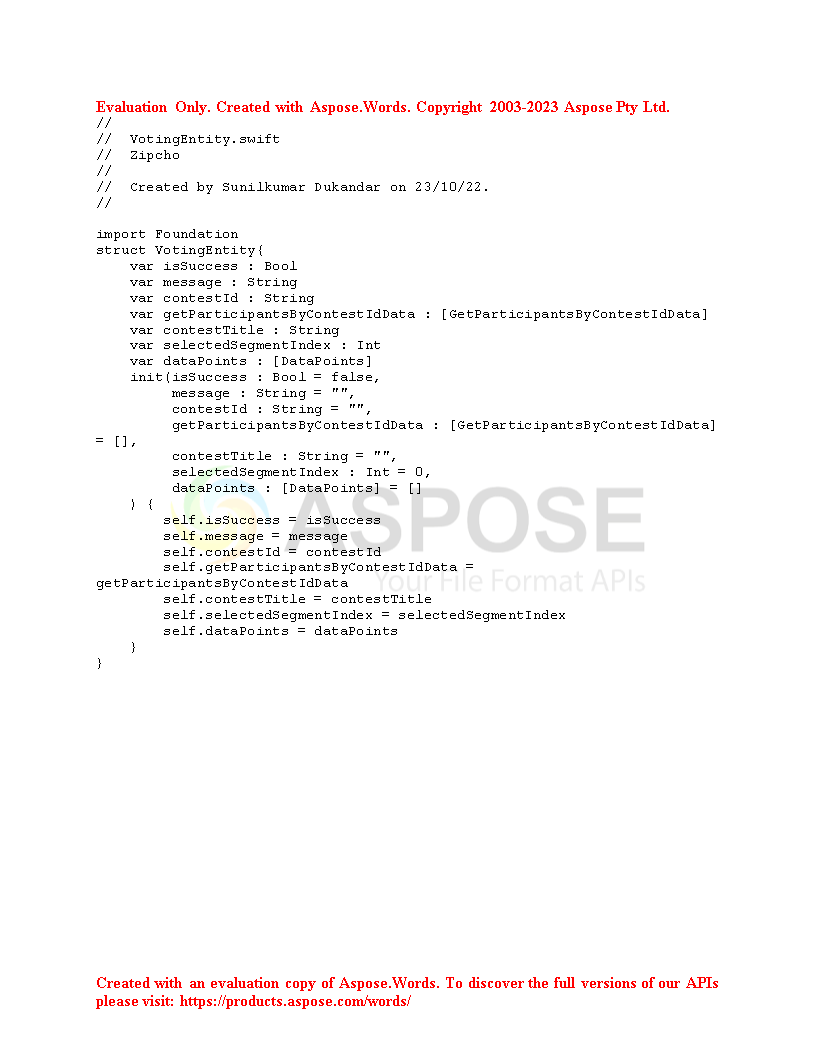 Evaluation Only. Created with Aspose.Words. Copyright 2003-2023 Aspose Pty Ltd.
//
//  VotingEntity.swift
//  Zipcho
//
//  Created by Sunilkumar Dukandar on 23/10/22.
//
import Foundation
struct VotingEntity{
    var isSuccess : Bool
    var message : String
    var contestId : String
    var getParticipantsByContestIdData : [GetParticipantsByContestIdData]
    var contestTitle : String
    var selectedSegmentIndex : Int
    var dataPoints : [DataPoints]
    init(isSuccess : Bool = false,
         message : String = "",
         contestId : String = "",
         getParticipantsByContestIdData : [GetParticipantsByContestIdData]
= [],
         contestTitle : String = "",
         selectedSegmentIndex : Int = 0,
         dataPoints : [DataPoints] = []
    ) {
        self.isSuccess = isSuccess
        self.message = message
        self.contestId = contestId
        self.getParticipantsByContestIdData =
getParticipantsByContestIdData
        self.contestTitle = contestTitle
        self.selectedSegmentIndex = selectedSegmentIndex
        self.dataPoints = dataPoints
    }
}
ASPOSE
Your File Format APIs
Created with an evaluation copy of Aspose.Words. To discover the full versions of our APIs
please visit: https://products.aspose.com/words/